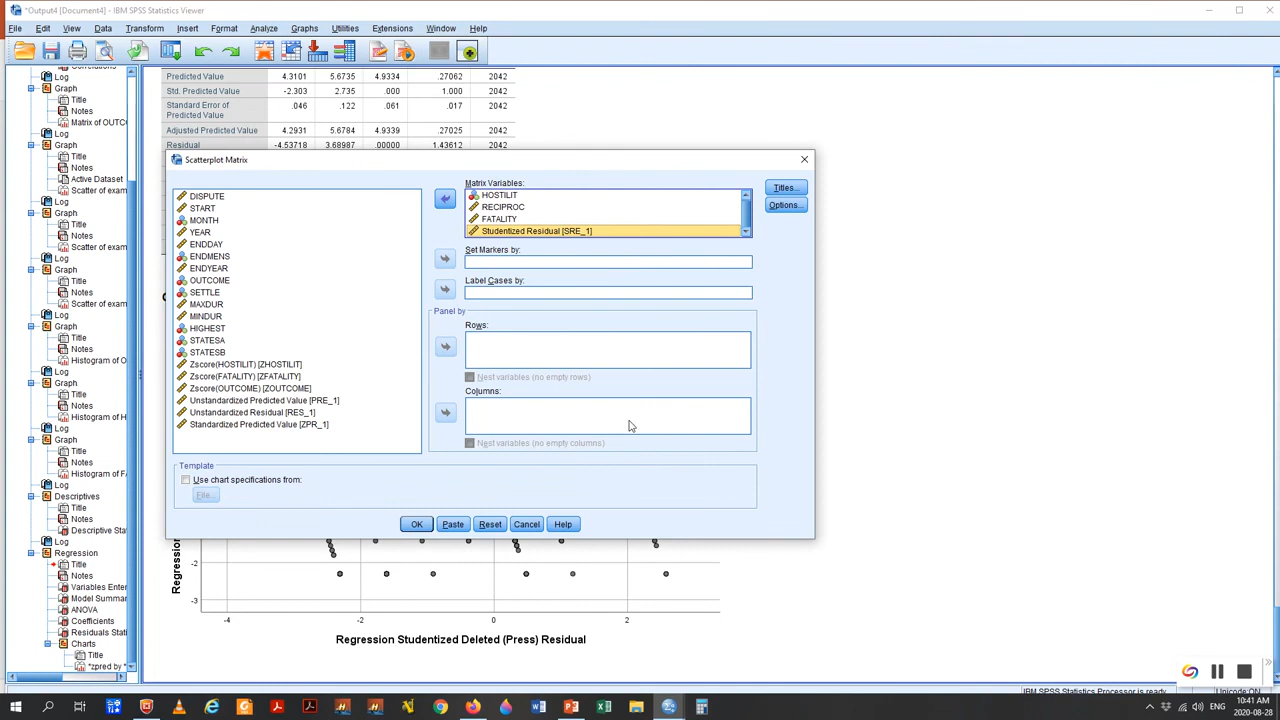 *Output4 [Document4] - IBM SPSS Statistics Viewer
File Edit View Data Transform Insert Format Analyze Graphs Utilities Extensions Window Help
Log
Graph
Title
Notes
Matrix of OUTC
Log
Graph
Title
Notes
Active Dataset
Scatter of exam
Log
Graph
Title
Notes
Scatter of exam
Log
Graph
Title
Notes
Scatter of exam
Log
Graph
Title
Notes
Histogram of O
Log
Graph
Title
Notes
Histogram of H
Log
Graph
Title
Notes
Histogram of FA
Log
Descriptives
Title
Notes
Descriptive Sta
Log
Regression
Title
Notes
Variables Enter
Model Summar
ANOVA
Coefficients
Residuals Stati
Charts
Title
*zpred by *
Predicted Value 4.3101 5.6735 4.9334 .27062 2042
Std. Predicted Value -2.303 2.735 .000 1.000 2042
Standard Error of .046 .122 .061 .017 2042
Predicted Value
Adjusted Predicted Value 4.2931 5.6784 4.9339 .27025 2042
Residual -4.53718 3.68987 .00000 1.43612 2042
Scatterplot Matrix
DISPUTE
START
MONTH
YEAR
ENDDAY
ENDMENS
ENDYEAR
OUTCOME
SETTLE
MAXDUR
MINDUR
HIGHEST
STATESA
STATESB
Zscore(HOSTILIT) [ZHOSTILIT]
Zscore(FATALITY) [ZFATALITY]
Zscore(OUTCOME) [ZOUTCOME]
Unstandardized Predicted Value [PRE_1]
Unstandardized Residual [RES_1]
Standardized Predicted Value [ZPR_1]
Matrix Variables:
HOSTILIT
RECIPROC
FATALITY
Studentized Residual [SRE_1]
Set Markers by:
Label Cases by:
Panel by
Rows:
Nest variables (no empty rows)
Columns:
Nest variables (no empty columns)
Titles...
Options...
Template
Use chart specifications from:
File...
OK Paste Reset Cancel Help
Regression
-2
-3
-4 -2 0 2
Regression Studentized Deleted (Press) Residual
IBM SPSS Statistics Processor is ready
Unicode:ON
ENG
10:41 AM
2020-08-28